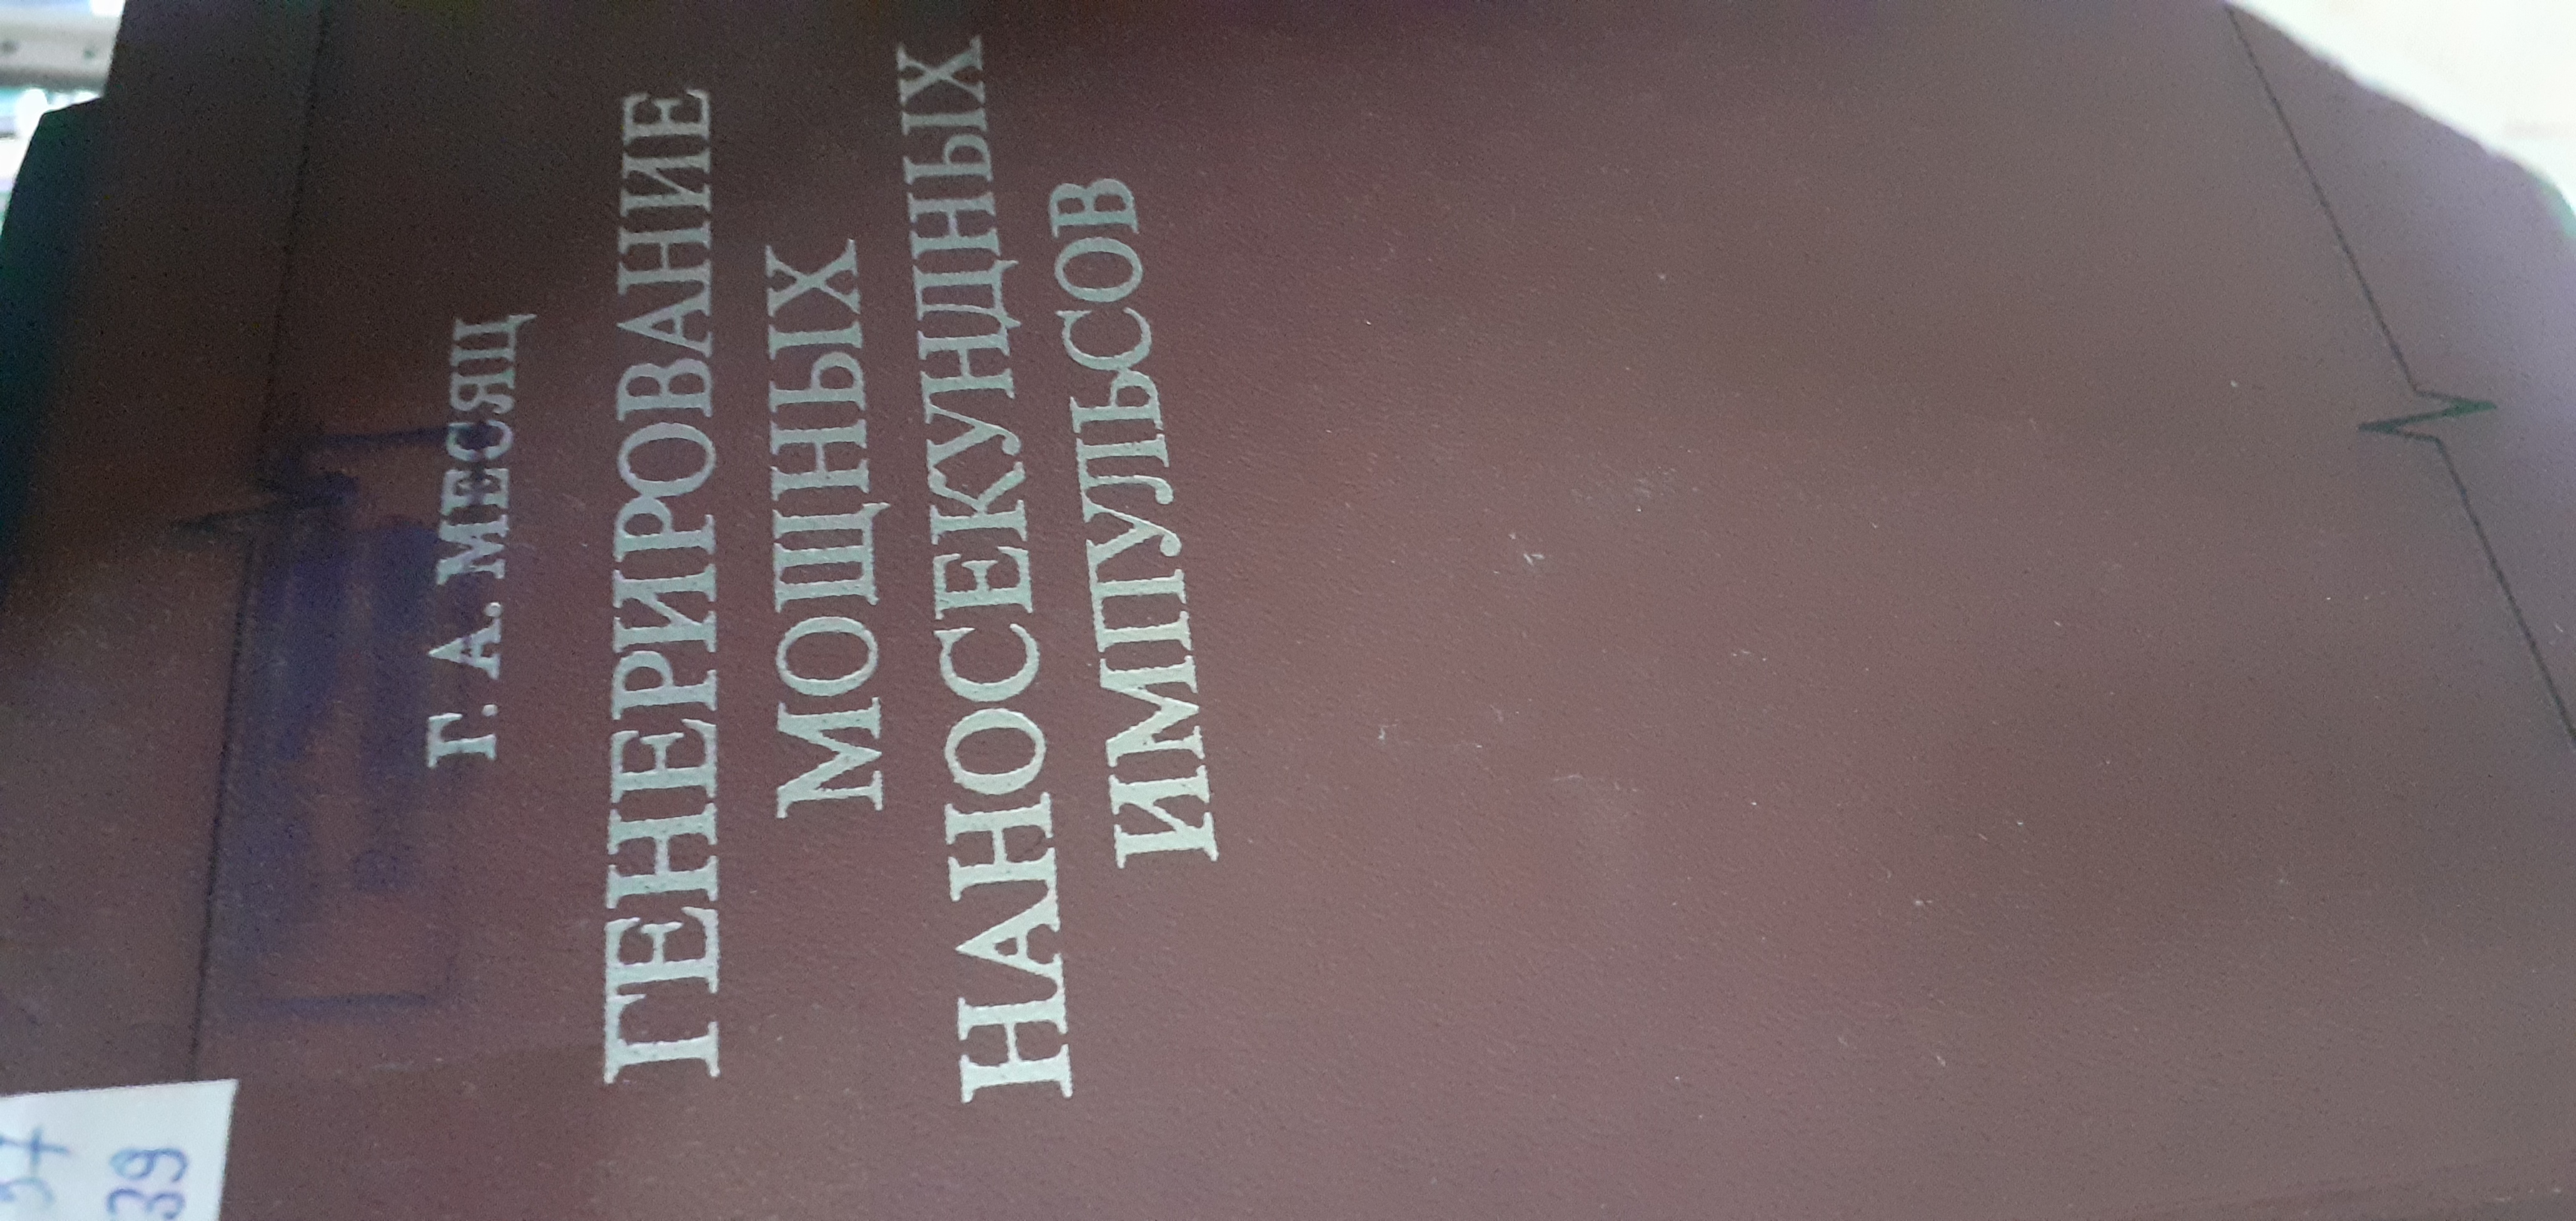 Г. А. МЕСЯЦ
ГЕНЕРИРОВАНИЕ
МОЩНЫХ
НАНОСЕКУНДНЫХ
ИМПУЛЬСОВ
39